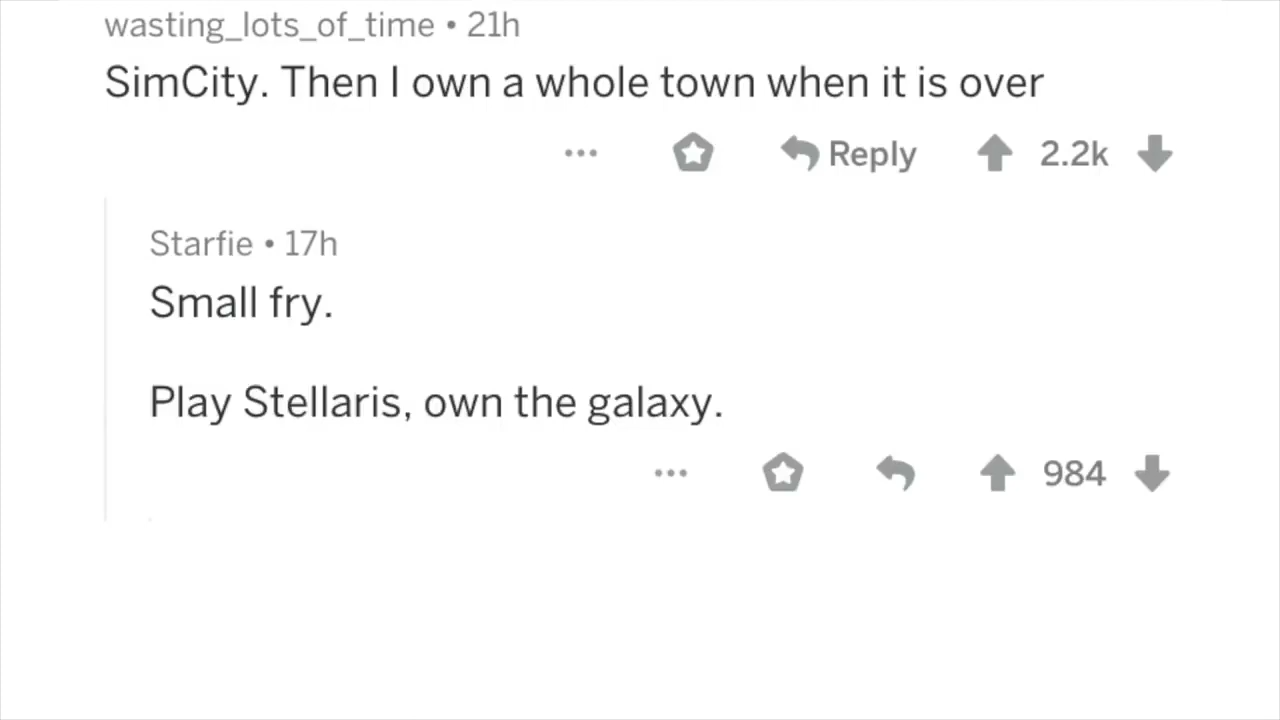 wasting_lots_of_time • 21h
SimCity. Then I own a whole town when it is over
Reply 2.2k
Starfie • 17h
Small fry.
Play Stellaris, own the galaxy.
984